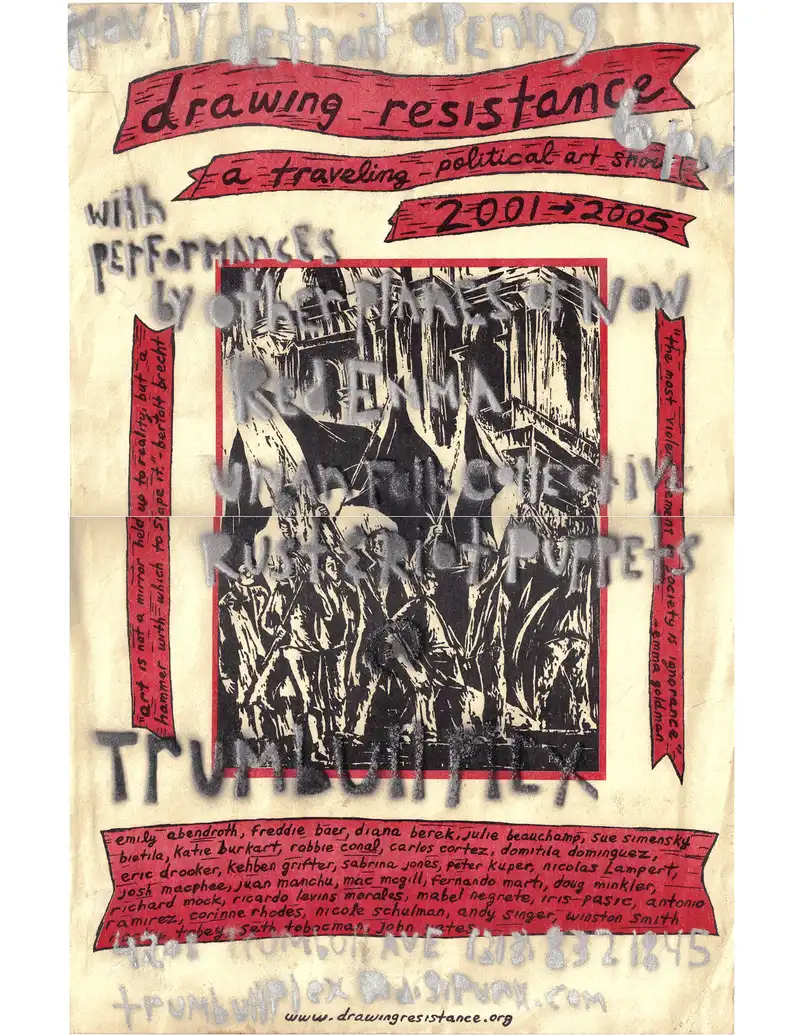 Nov 17 detroit opening
drawing resistance
6 pm
a traveling political art show
2001→2005
with
PERFORMANCES
by other PLANES of Now
Red Emma
URBAN Folk COLLECTIVE
Rust & Riot Puppets
"art is not a mirror held up to reality, but a
hammer with which to shape it." -bertolt brecht
"the most violent element in society is ignorance"
-emma goldman
Trumbullplex
emily abendroth, freddie baer, diana berek, julie beauchamp, sue simensky
bietila, katie burkart, robbie conal, carlos cortez, domitila dominguez,
eric drooker, kehben grifter, sabrina jones, peter kuper, nicolas lampert,
josh macphee, juan manchu, mac mcgill, fernando marti, doug minkler,
richard mock, ricardo levins morales, mabel negrete, iris-pasic, antonio
ramirez, corinne rhodes, nicole schulman, andy singer, winston smith
tobey, seth tobocman, john yates
4208 Trumbull Ave (313) 832 1845
trumbullplex@digipunx.com
www.drawingresistance.org